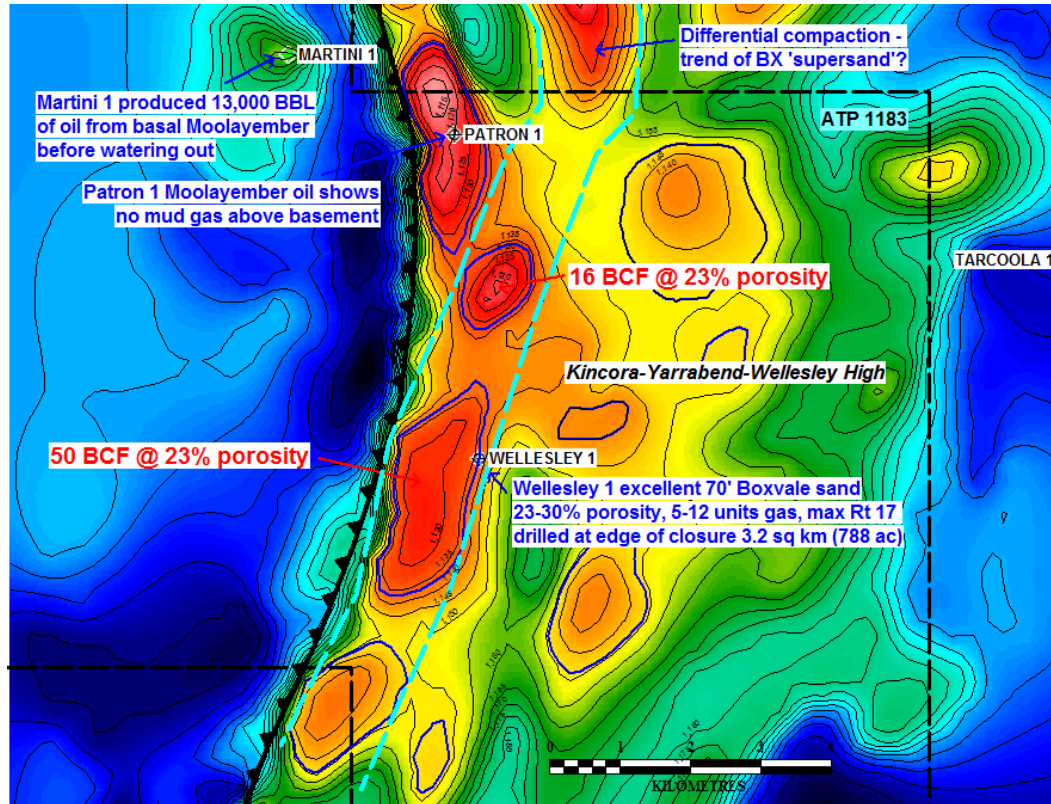 MARTINI 1
Martini 1 produced 13,000 BBL
of oil from basal Moolayember
before watering out
Differential compaction -
trend of BX 'supersand'?
ATP 1183
PATRON 1
Patron 1 Moolayember oil shows
no mud gas above basement
TARCOOLA 1
16 BCF @ 23% porosity
Kincora-Yarrabend-Wellesley High
50 BCF @ 23% porosity
WELLESLEY 1
Wellesley 1 excellent 70' Boxvale sand
23-30% porosity, 5-12 units gas, max Rt 17
drilled at edge of closure 3.2 sq km (788 ac)
0 1 2 3 4
KILOMETRES